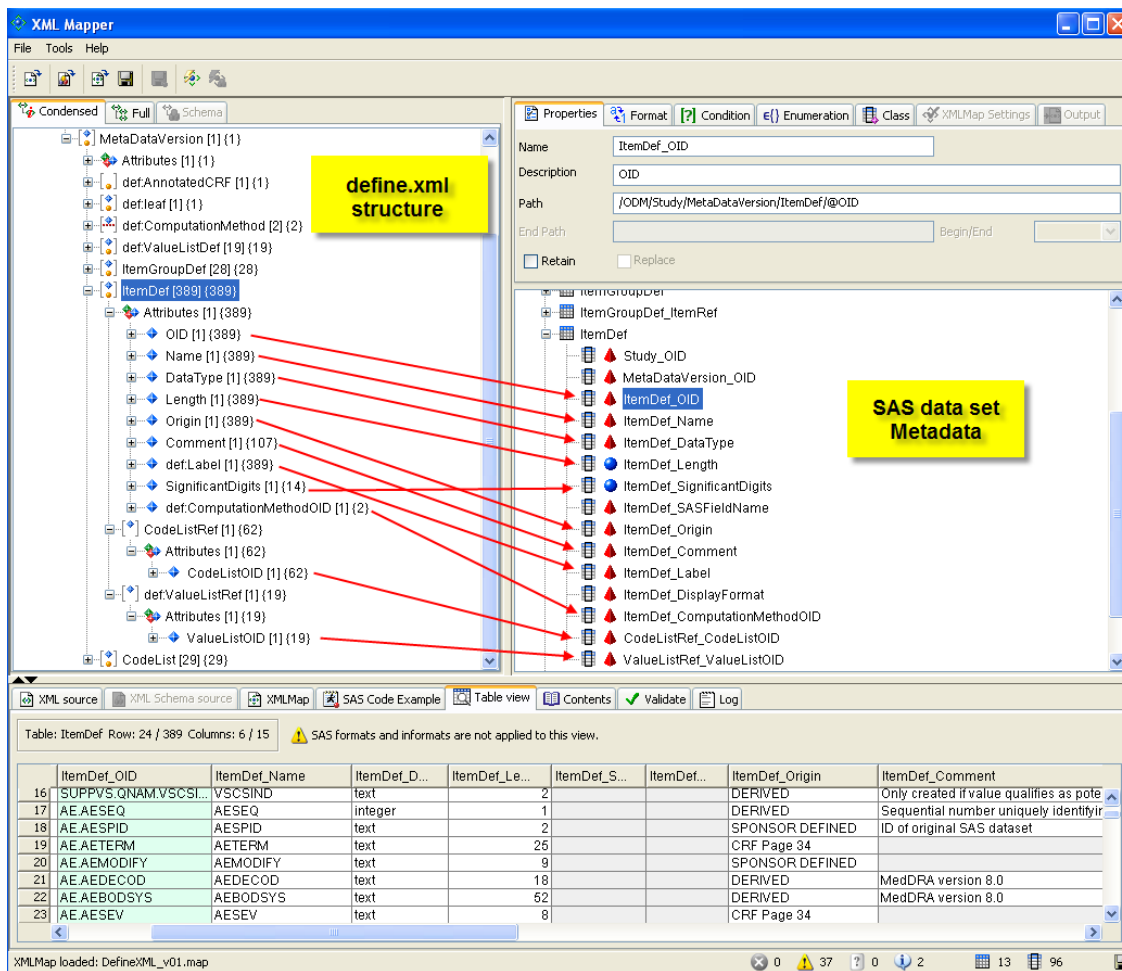 XML Mapper
File Tools Help
Condensed Full Schema
MetaDataVersion [1] {1}
Attributes [1] {1}
def:AnnotatedCRF [1] {1}
def:leaf [1] {1}
def:ComputationMethod [2] {2}
def:ValueListDef [19] {19}
ItemGroupDef [28] {28}
ItemDef [389] {389}
Attributes [1] {389}
OID [1] {389}
Name [1] {389}
DataType [1] {389}
Length [1] {389}
Origin [1] {389}
Comment [1] {107}
def:Label [1] {389}
SignificantDigits [1] {14}
def:ComputationMethodOID [1] {2}
CodeListRef [1] {62}
Attributes [1] {62}
CodeListOID [1] {62}
def:ValueListRef [1] {19}
Attributes [1] {19}
ValueListOID [1] {19}
CodeList [29] {29}
define.xml
structure
Properties Format [?] Condition E{} Enumeration Class XMLMap Settings Output
Name ItemDef_OID
Description OID
Path /ODM/Study/MetaDataVersion/ItemDef/@OID
End Path Begin/End
Retain Replace
ItemGroupDef
ItemGroupDef_ItemRef
ItemDef
Study_OID
MetaDataVersion_OID
ItemDef_OID
ItemDef_Name
ItemDef_DataType
ItemDef_Length
ItemDef_SignificantDigits
ItemDef_SASFieldName
ItemDef_Origin
ItemDef_Comment
ItemDef_Label
ItemDef_DisplayFormat
ItemDef_ComputationMethodOID
CodeListRef_CodeListOID
ValueListRef_ValueListOID
SAS data set
Metadata
XML source XML Schema source XMLMap SAS Code Example Table view Contents Validate Log
Table: ItemDef Row: 24 / 389 Columns: 6 / 15 SAS formats and informats are not applied to this view.
ItemDef_OID ItemDef_Name ItemDef_D... ItemDef_Le... ItemDef_S... ItemDef... ItemDef_Origin ItemDef_Comment
16 SUPPVS.QNAM.VSCSI... VSCSIND text 2 DERIVED Only created if value qualifies as pote
17 AE.AESEQ AESEQ integer 1 DERIVED Sequential number uniquely identifyin
18 AE.AESPID AESPID text 2 SPONSOR DEFINED ID of original SAS dataset
19 AE.AETERM AETERM text 25 CRF Page 34
20 AE.AEMODIFY AEMODIFY text 9 SPONSOR DEFINED
21 AE.AEDECOD AEDECOD text 18 DERIVED MedDRA version 8.0
22 AE.AEBODSYS AEBODSYS text 52 DERIVED MedDRA version 8.0
23 AE.AESEV AESEV text 8 CRF Page 34
XMLMap loaded: DefineXML_v01.map 0 37 0 2 13 96